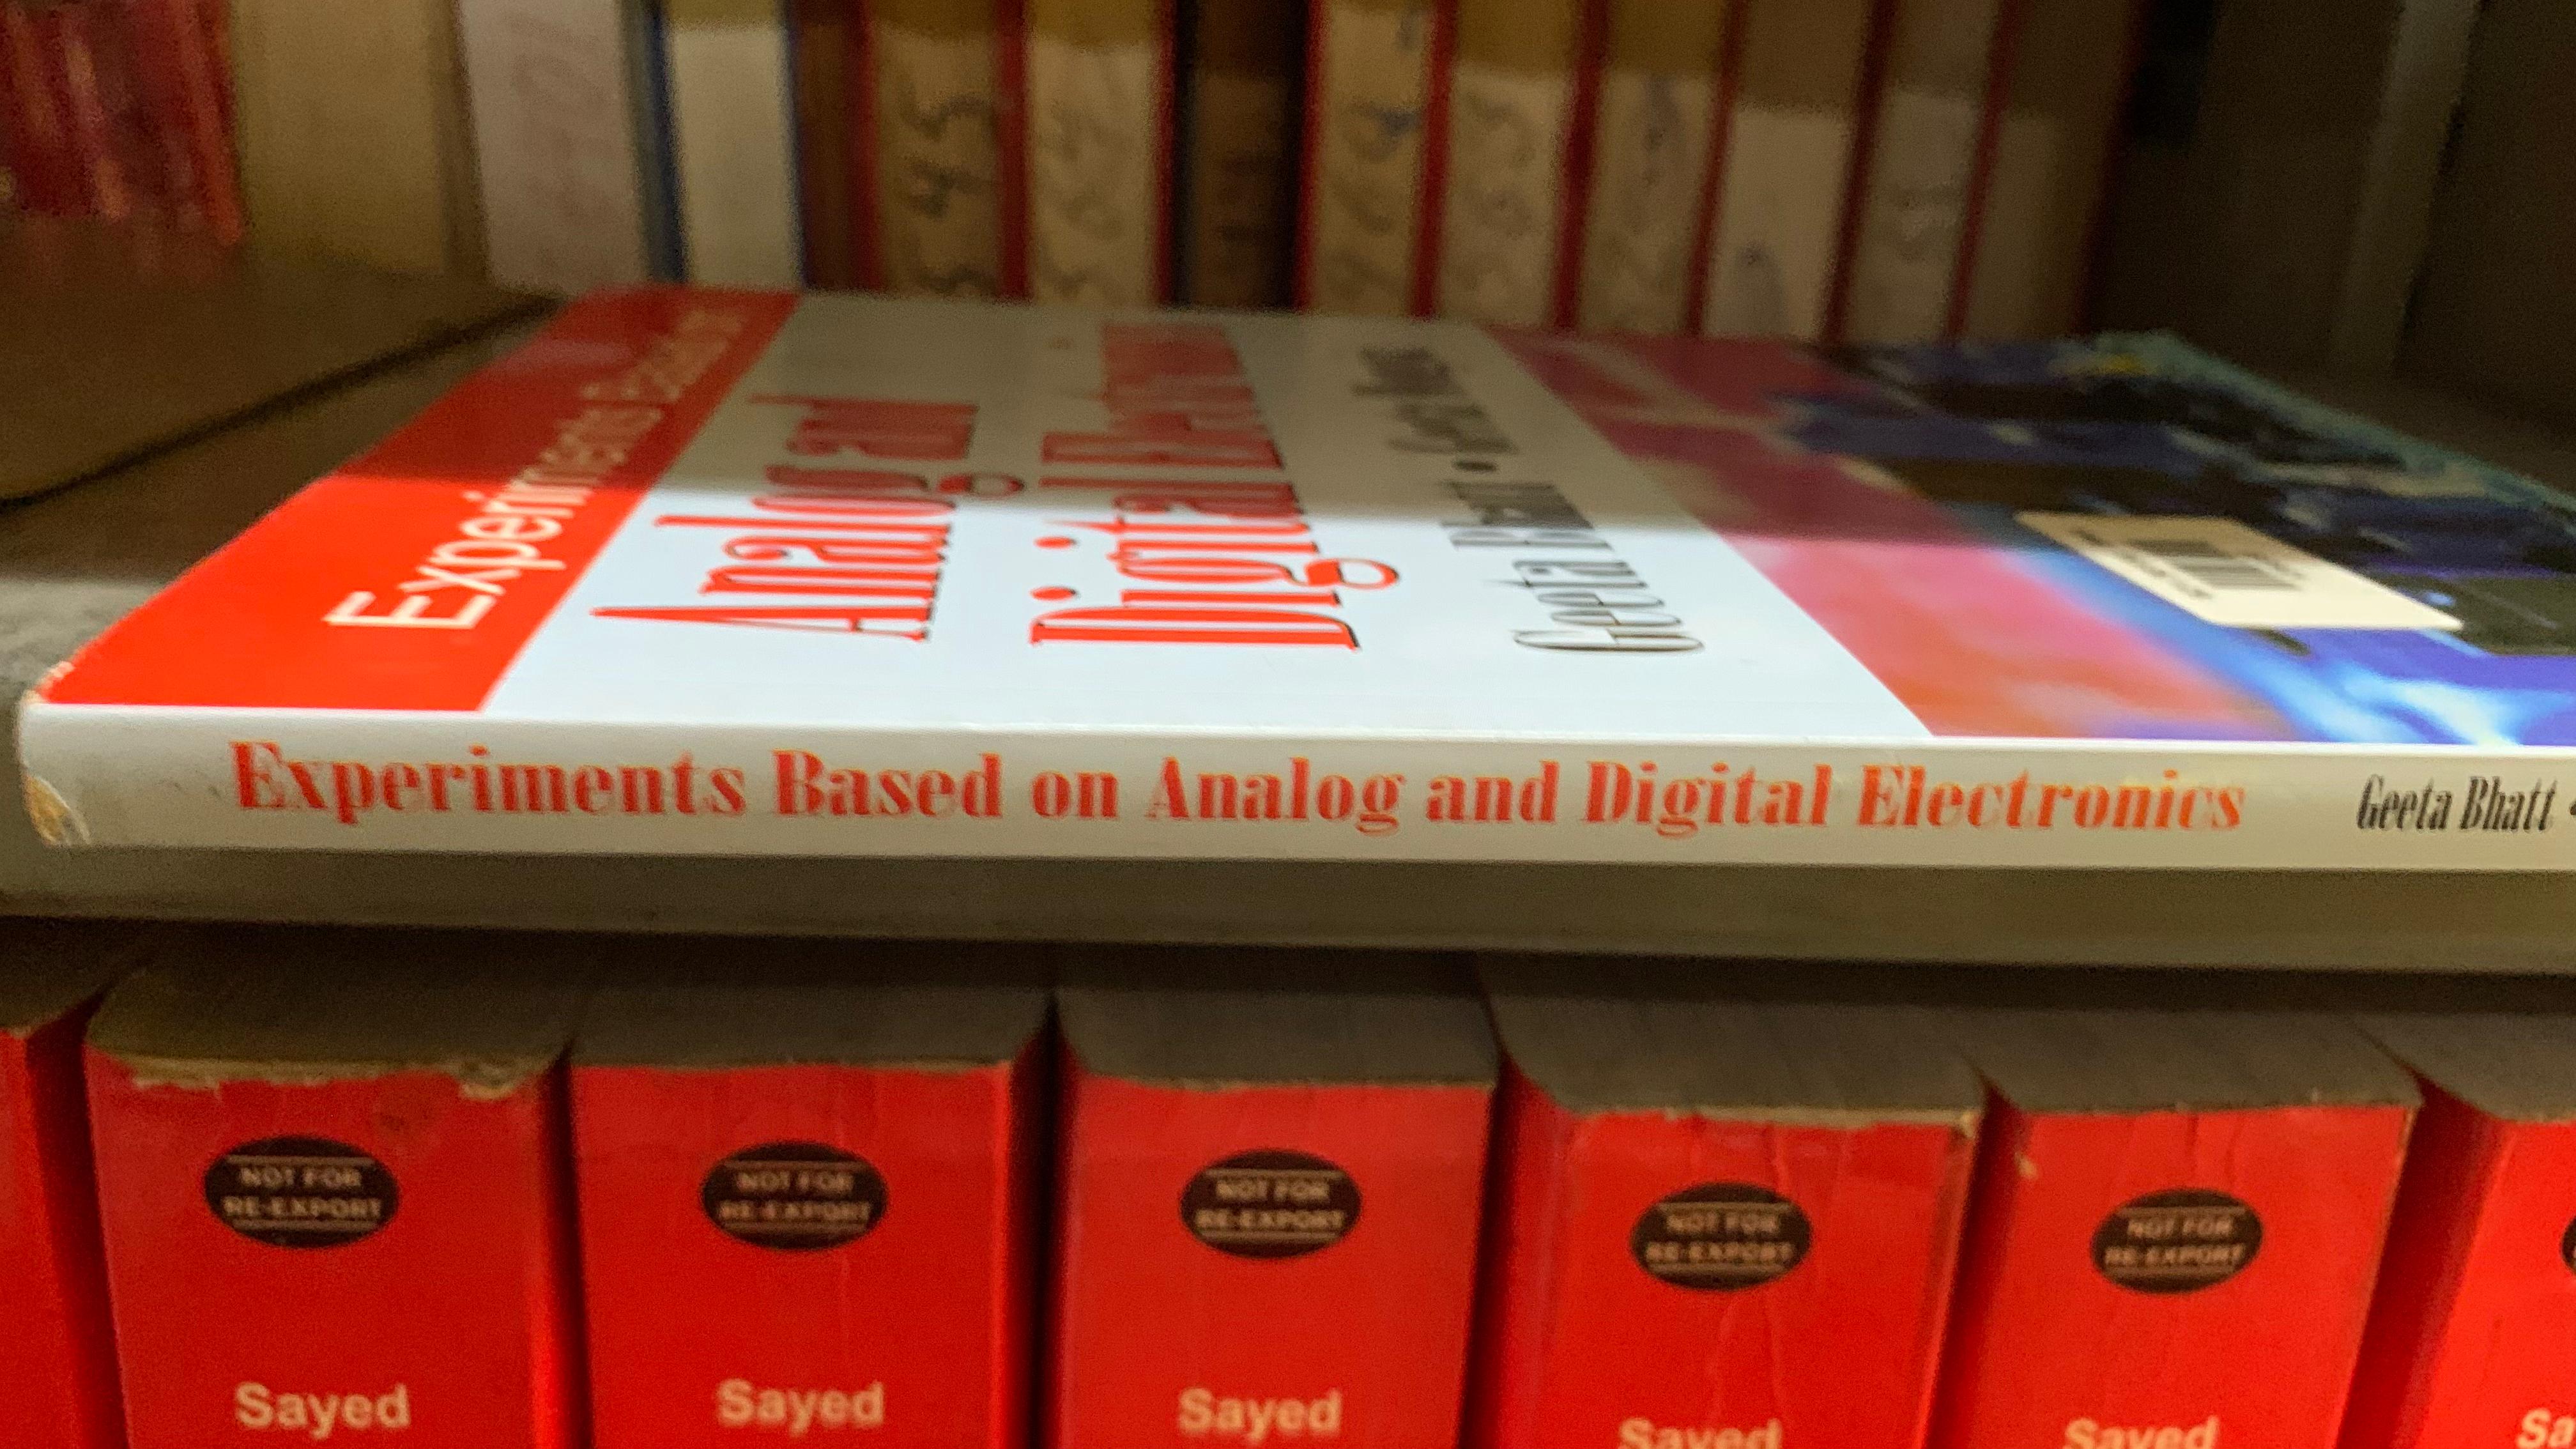 545
Experiments Based on
Analog and
Digital
Geeta Bhatt •
Experiments Based on Analog and Digital Electronics Geeta Bhatt •
NOT FOR
RE-EXPORT
NOT FOR
RE-EXPORT
NOT FOR
RE-EXPORT
NOT FOR
RE-EXPORT
NOT FOR
RE-EXPORT
Sayed
Sayed
Sayed
Sayed
Sayed
Sa